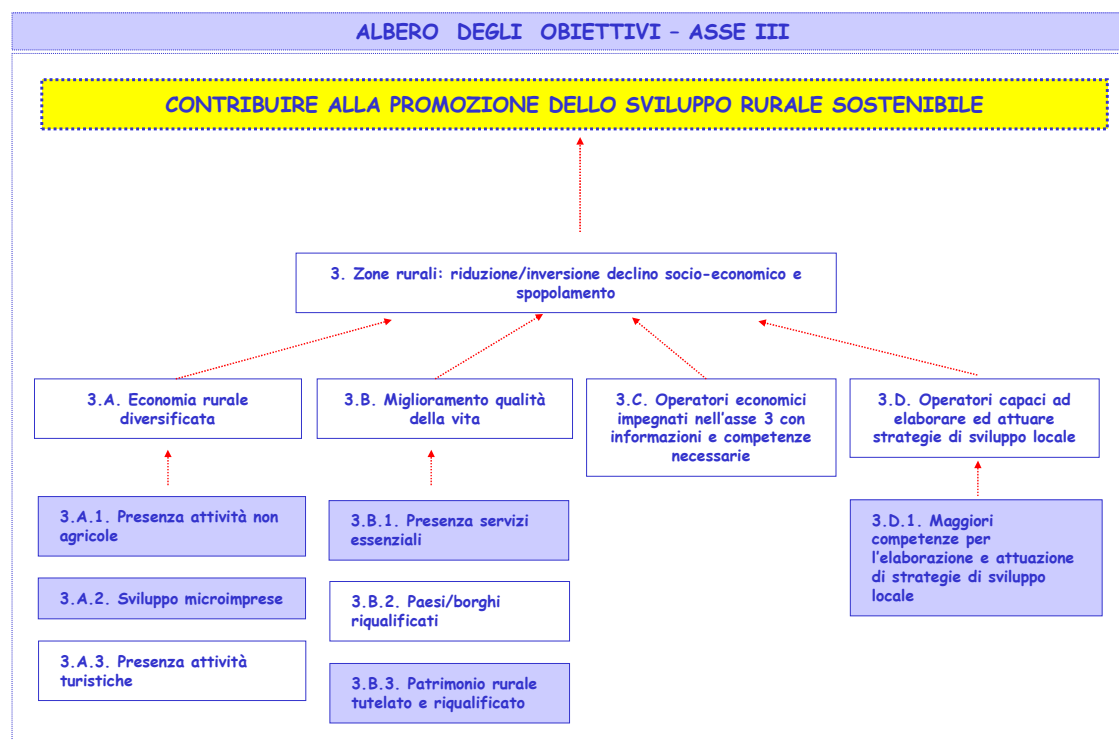 ALBERO DEGLI OBIETTIVI – ASSE III
CONTRIBUIRE ALLA PROMOZIONE DELLO SVILUPPO RURALE SOSTENIBILE
3. Zone rurali: riduzione/inversione declino socio-economico e
spopolamento
3.A. Economia rurale
diversificata
3.B. Miglioramento qualità
della vita
3.C. Operatori economici
impegnati nell'asse 3 con
informazioni e competenze
necessarie
3.D. Operatori capaci ad
elaborare ed attuare
strategie di sviluppo locale
3.A.1. Presenza attività non
agricole
3.A.2. Sviluppo microimprese
3.A.3. Presenza attività
turistiche
3.B.1. Presenza servizi
essenziali
3.B.2. Paesi/borghi
riqualificati
3.B.3. Patrimonio rurale
tutelato e riqualificato
3.D.1. Maggiori
competenze per
l'elaborazione e attuazione
di strategie di sviluppo
locale